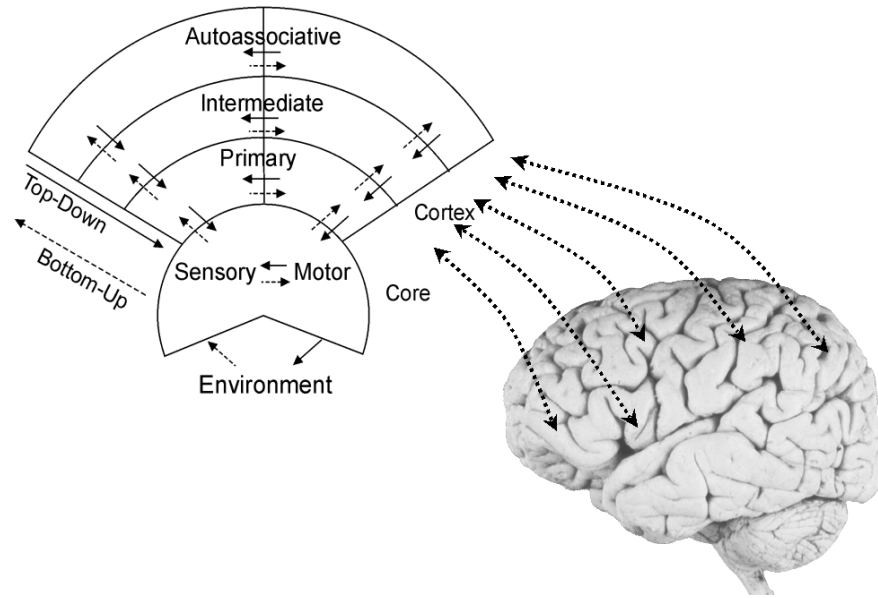 Autoassociative
Intermediate
Primary
Top-Down
Bottom-Up
Cortex
Sensory
Motor
Core
Environment